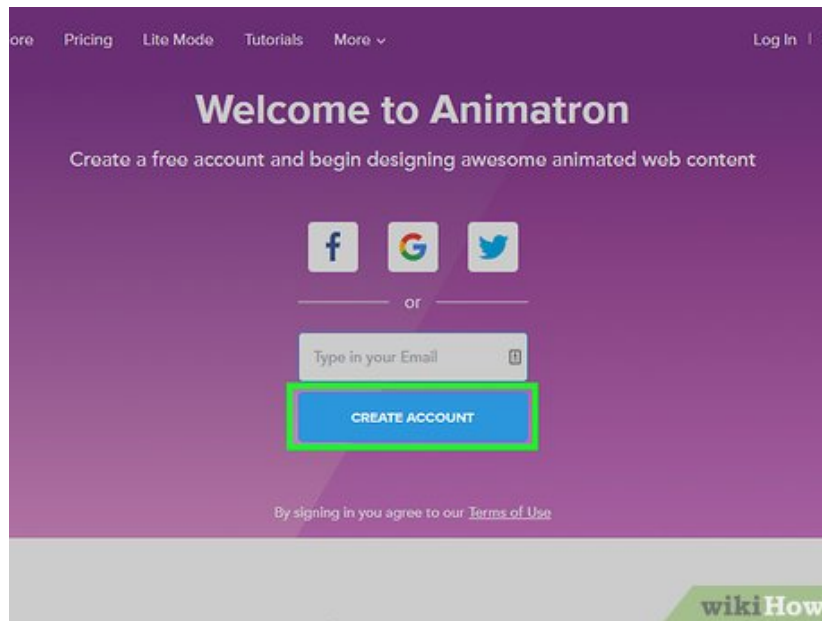 ore Pricing Lite Mode Tutorials More Log In
Welcome to Animatron
Create a free account and begin designing awesome animated web content
f G
or
Type in your Email
CREATE ACCOUNT
By signing in you agree to our Terms of Use
wikiHow